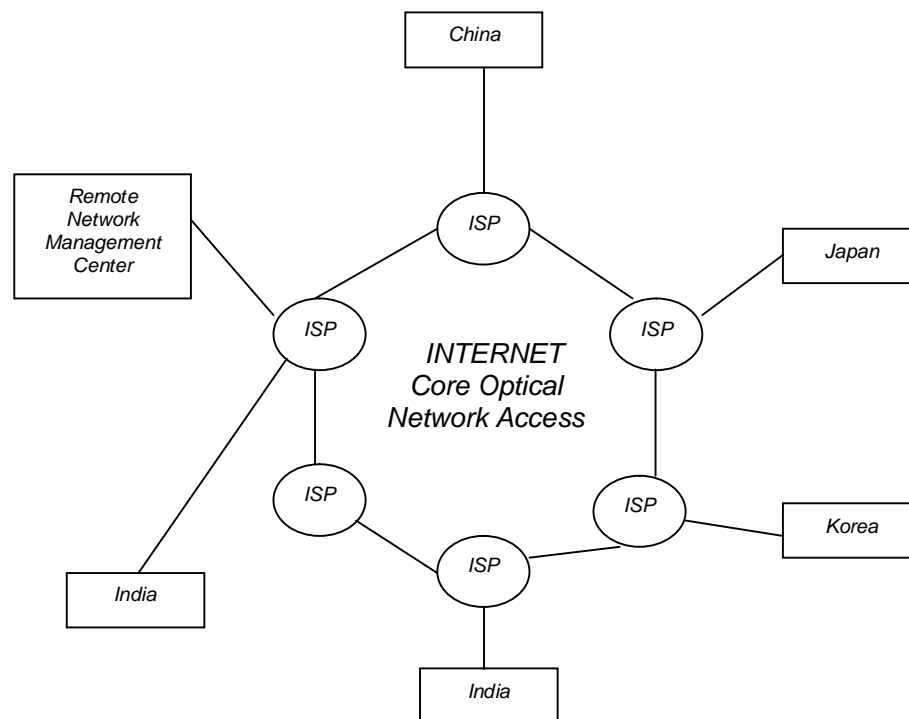 China
Remote
Network
Management
Center
ISP
Japan
ISP
ISP
INTERNET
Core Optical
Network Access
ISP
ISP
Korea
ISP
India
India